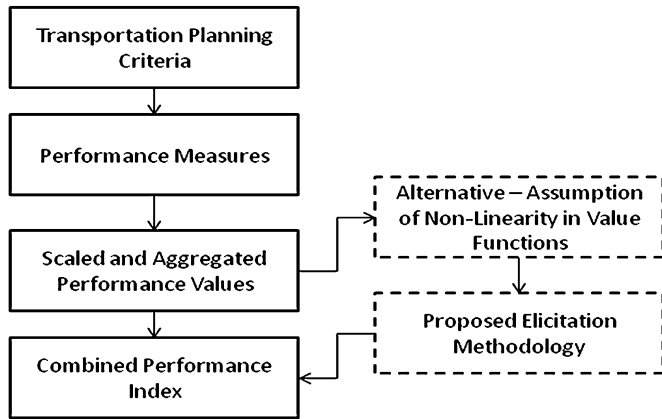 Transportation Planning
Criteria
Performance Measures
Scaled and Aggregated
Performance Values
Combined Performance
Index
Alternative – Assumption
of Non-Linearity in Value
Functions
Proposed Elicitation
Methodology